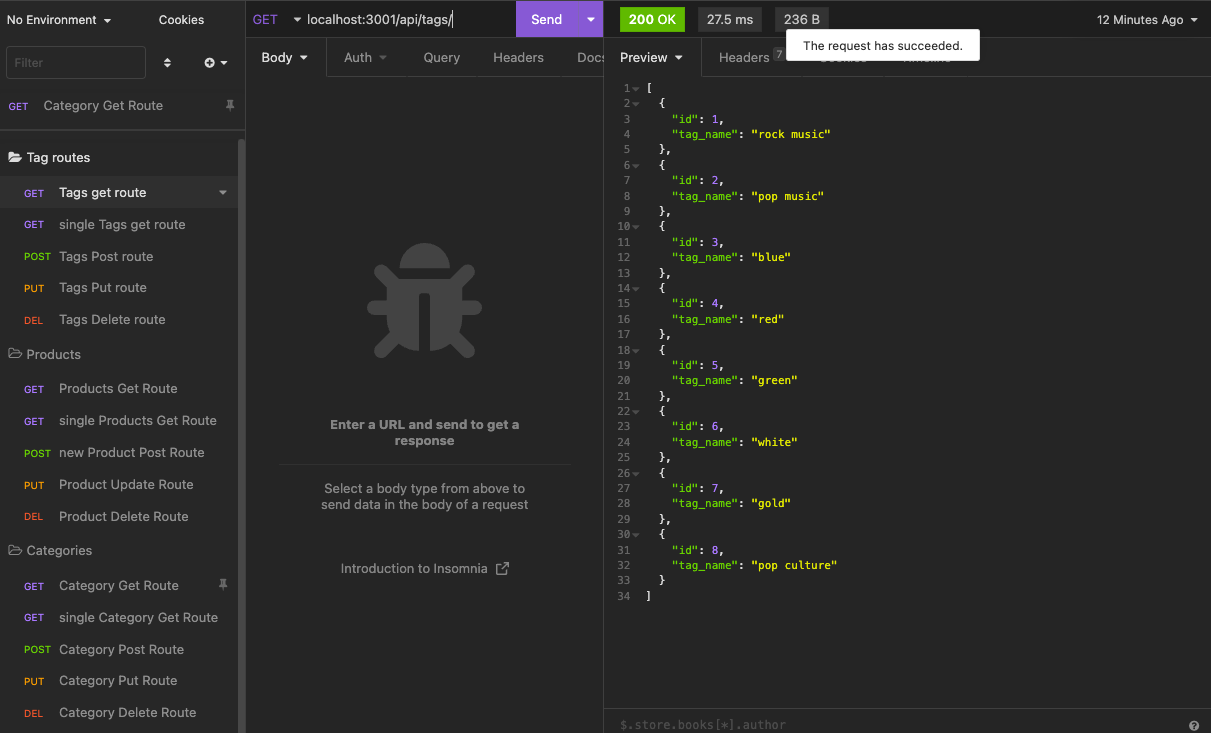 No Environment
Cookies
Filter
GET Category Get Route
Tag routes
GET Tags get route
GET single Tags get route
POST Tags Post route
PUT Tags Put route
DEL Tags Delete route
Products
GET Products Get Route
GET single Products Get Route
POST new Product Post Route
PUT Product Update Route
DEL Product Delete Route
Categories
GET Category Get Route
GET single Category Get Route
POST Category Post Route
PUT Category Put Route
DEL Category Delete Route
GET localhost:3001/api/tags/ Send
Body Auth Query Headers Docs
Enter a URL and send to get a
response
Select a body type from above to
send data in the body of a request
Introduction to Insomnia
200 OK 27.5 ms 236 B 12 Minutes Ago
The request has succeeded.
Preview Headers 7
1 [
2 {
3 "id": 1,
4 "tag_name": "rock music"
5 },
6 {
7 "id": 2,
8 "tag_name": "pop music"
9 },
10 {
11 "id": 3,
12 "tag_name": "blue"
13 },
14 {
15 "id": 4,
16 "tag_name": "red"
17 },
18 {
19 "id": 5,
20 "tag_name": "green"
21 },
22 {
23 "id": 6,
24 "tag_name": "white"
25 },
26 {
27 "id": 7,
28 "tag_name": "gold"
29 },
30 {
31 "id": 8,
32 "tag_name": "pop culture"
33 }
34 ]
$.store.books[*].author